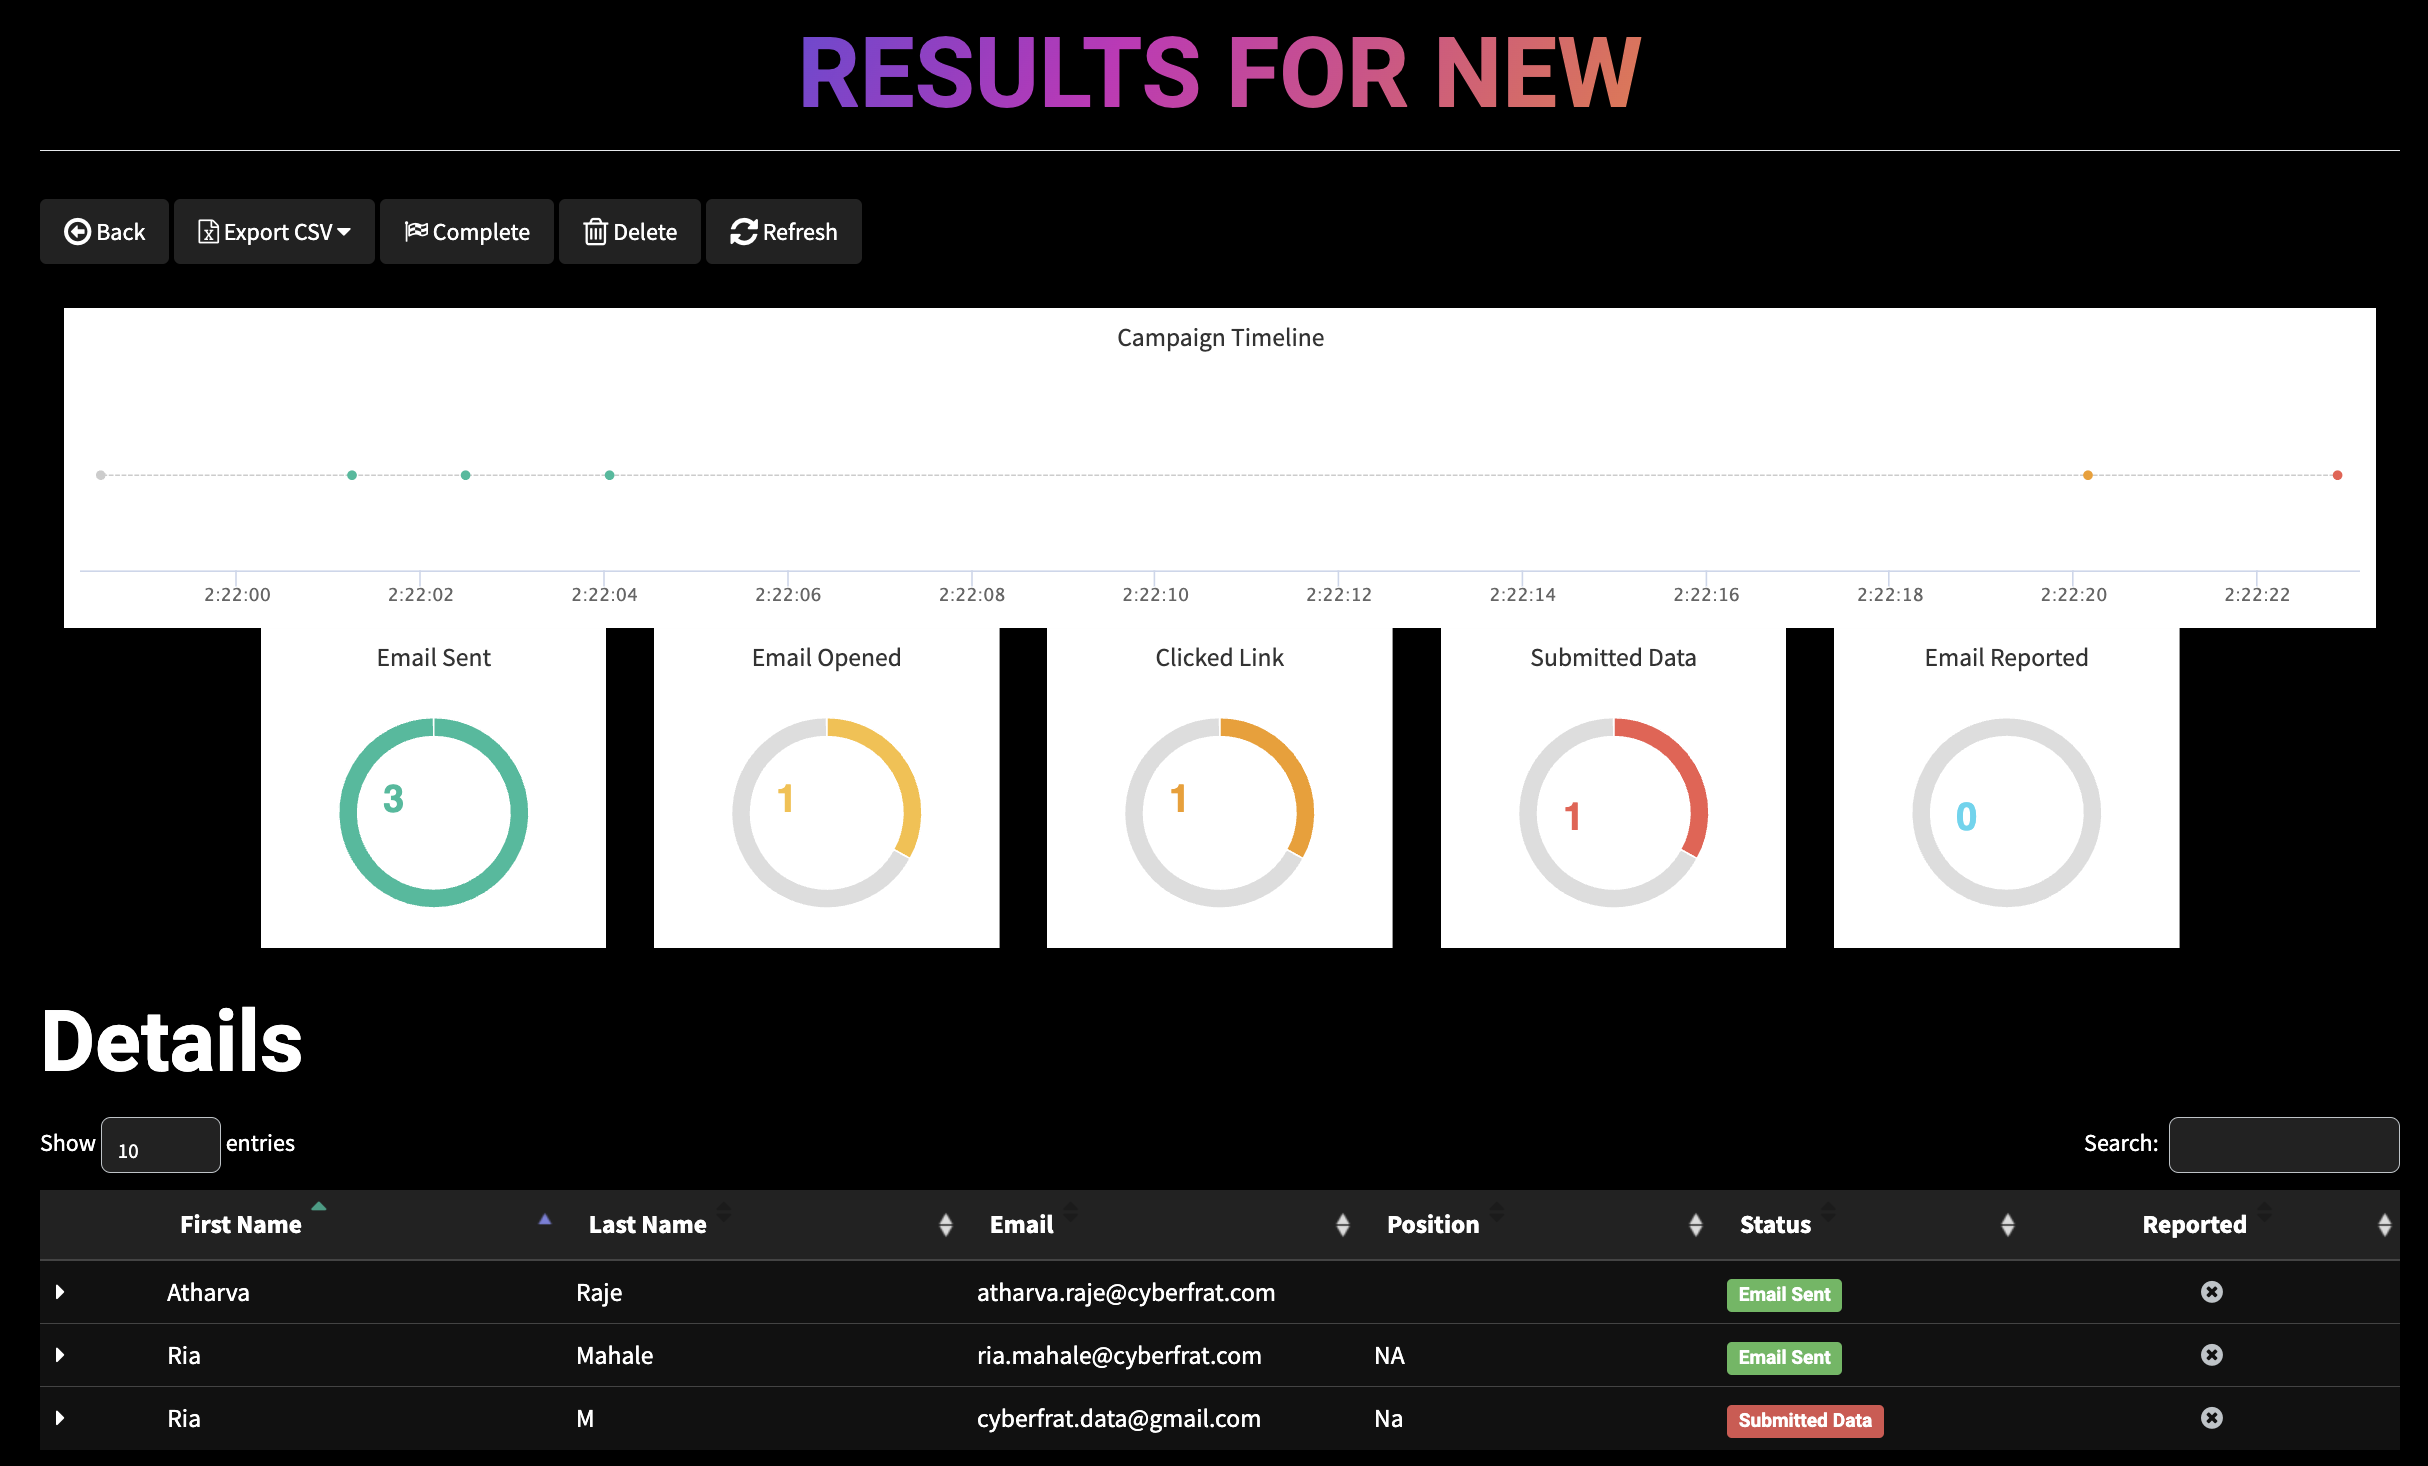 RESULTS FOR NEW
Back Export CSV Complete Delete Refresh
Campaign Timeline
2:22:00 2:22:02 2:22:04 2:22:06 2:22:08 2:22:10 2:22:12 2:22:14 2:22:16 2:22:18 2:22:20 2:22:22
Email Sent Email Opened Clicked Link Submitted Data Email Reported
3 1 1 1 0
Details
Show 10 entries Search:
First Name Last Name Email Position Status Reported
Atharva Raje atharva.raje@cyberfrat.com Email Sent
Ria Mahale ria.mahale@cyberfrat.com NA Email Sent
Ria M cyberfrat.data@gmail.com Na Submitted Data